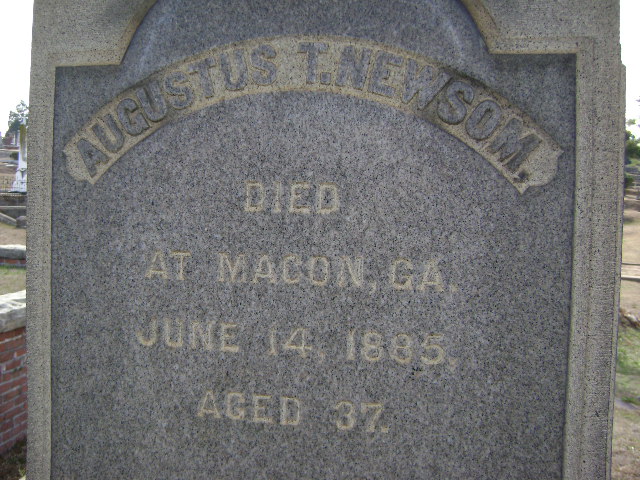 AUGUSTUS T. NEWSOM.
DIED
AT MACON, GA.
JUNE 14, 1885,
AGED 37.